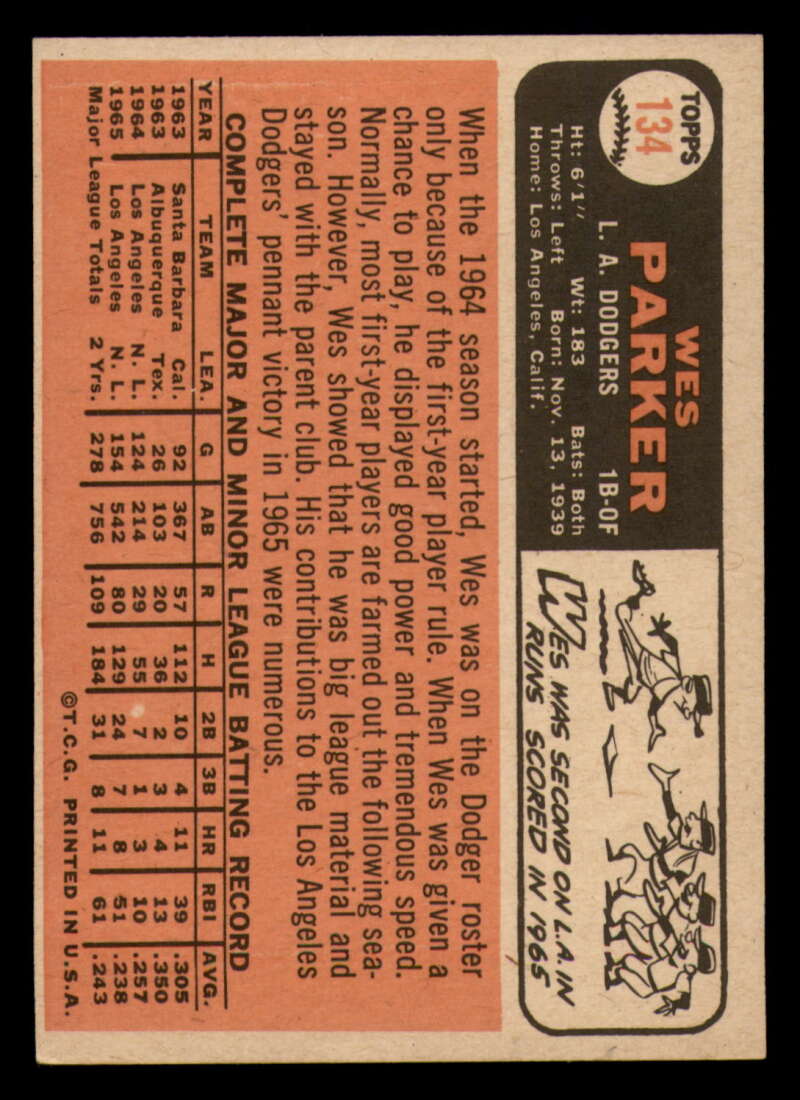 TOPPS
134
WES
PARKER
L. A. DODGERS 1B-OF
Ht: 6'1" Wt: 183 Bats: Both
Throws: Left Born: Nov. 13, 1939
Home: Los Angeles, Calif.
WES WAS SECOND ON L.A. IN
RUNS SCORED IN 1965
When the 1964 season started, Wes was on the Dodger roster
only because of the first-year player rule. When Wes was given a
chance to play, he displayed good power and tremendous speed.
Normally, most first-year players are farmed out the following sea-
son. However, Wes showed that he was big league material and
stayed with the parent club. His contributions to the Los Angeles
Dodgers' pennant victory in 1965 were numerous.
COMPLETE MAJOR AND MINOR LEAGUE BATTING RECORD
YEAR TEAM LEA. G AB R H 2B 3B HR RBI AVG.
1963 Santa Barbara Cal. 92 367 57 112 10 4 11 39 .305
1963 Albuquerque Tex. 26 103 20 36 2 3 4 13 .350
1964 Los Angeles N. L. 124 214 29 55 7 1 3 10 .257
1965 Los Angeles N. L. 154 542 80 129 24 7 8 51 .238
Major League Totals 2 Yrs. 278 756 109 184 31 8 11 61 .243
©T.C.G. PRINTED IN U.S.A.